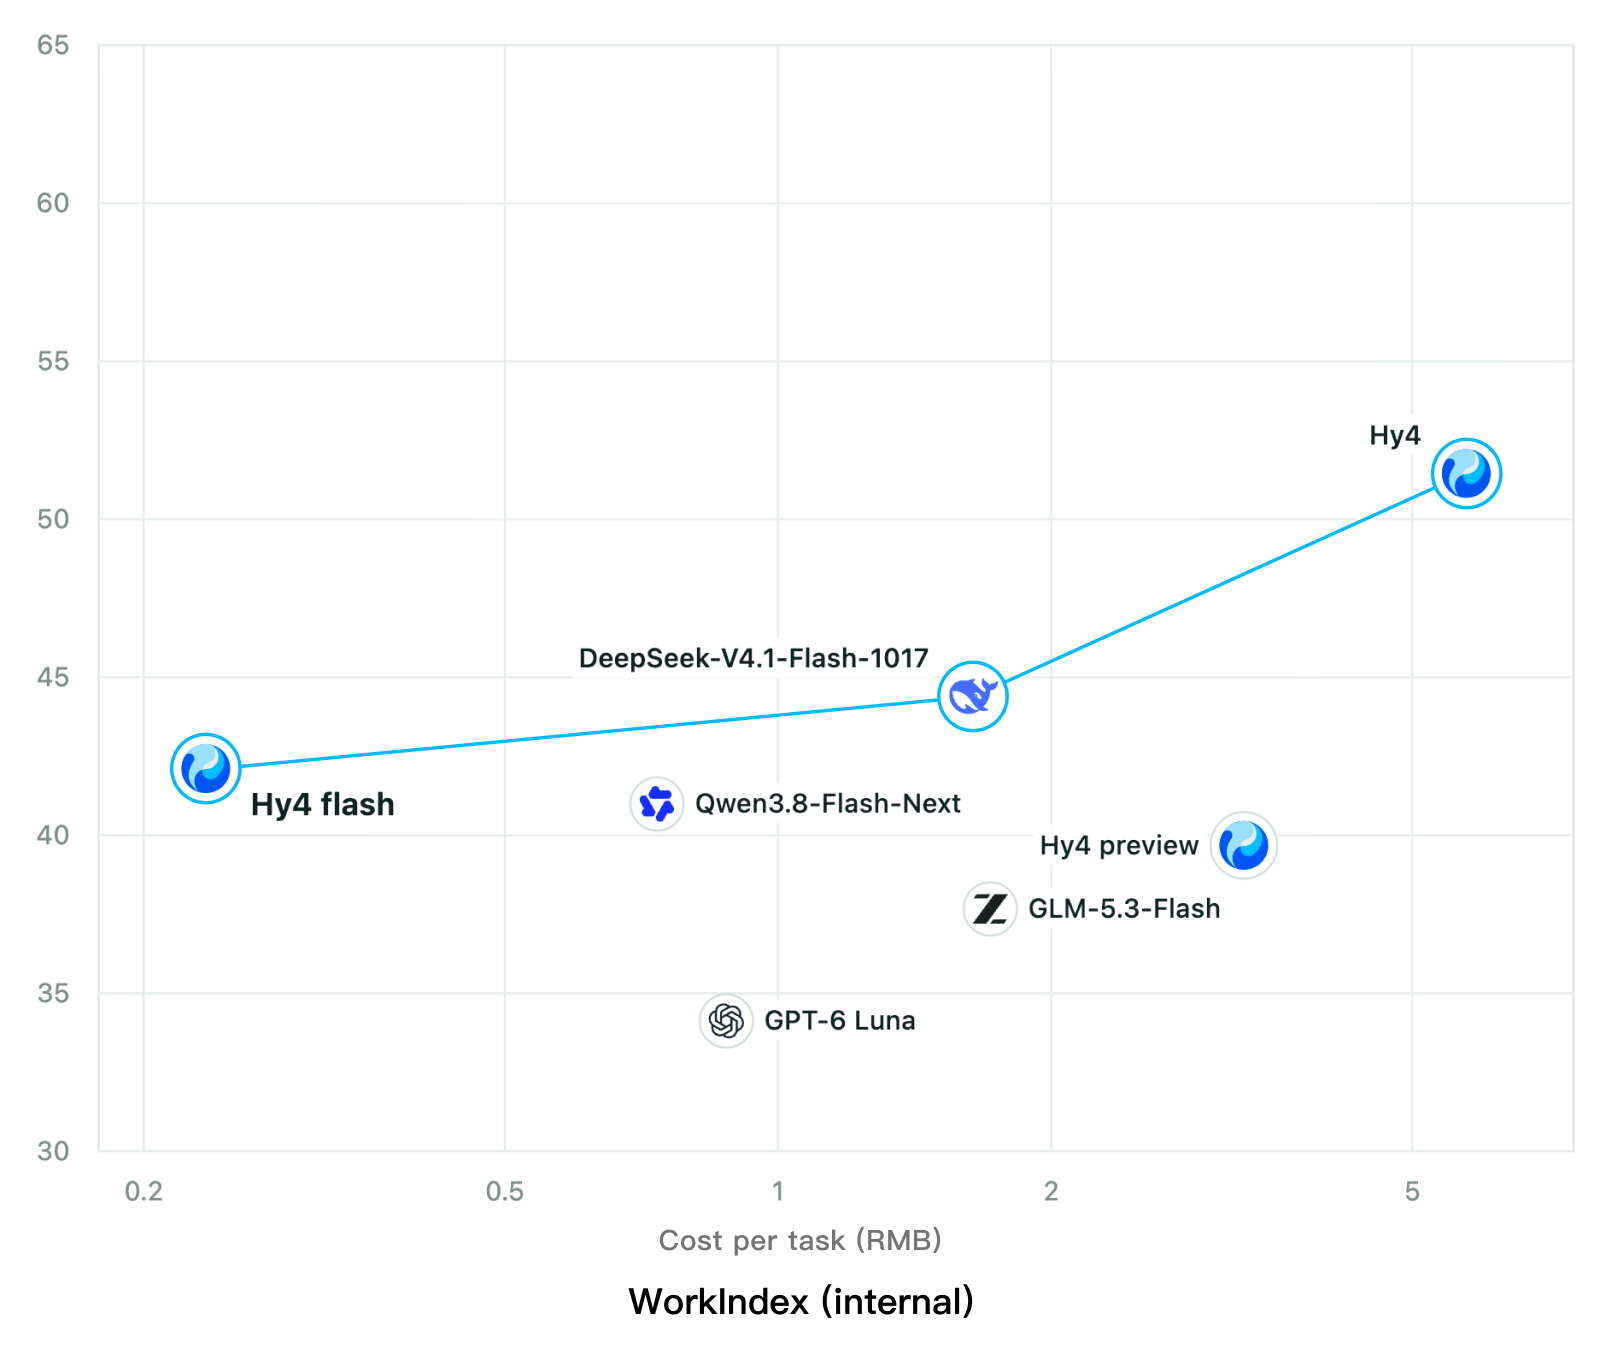 65
60
55
Hy4
50
DeepSeek-V4.1-Flash-1017
45
Hy4 flash
Qwen3.8-Flash-Next
40
Hy4 preview
GLM-5.3-Flash
35
GPT-6 Luna
30
0.2 0.5 1 2 5
Cost per task (RMB)
WorkIndex (internal)